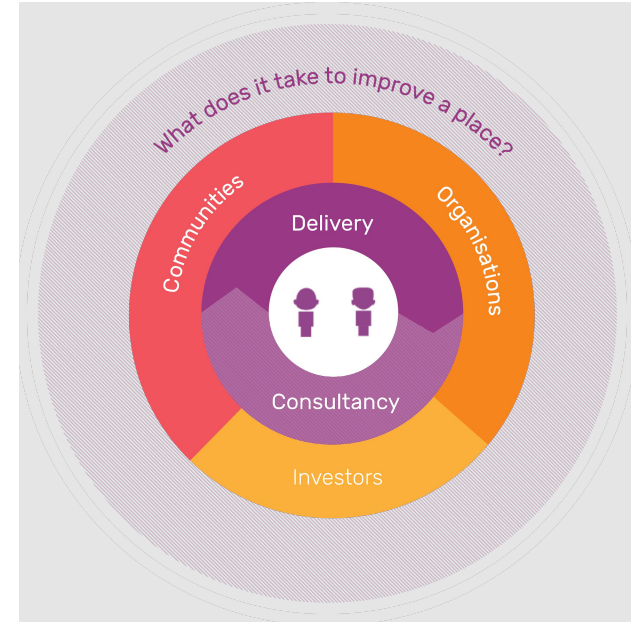 What does it take to improve a place?
Communities
Organisations
Delivery
Consultancy
Investors